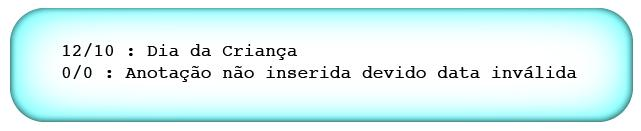 12/10 : Dia da Criança
0/0 : Anotação não inserida devido data inválida